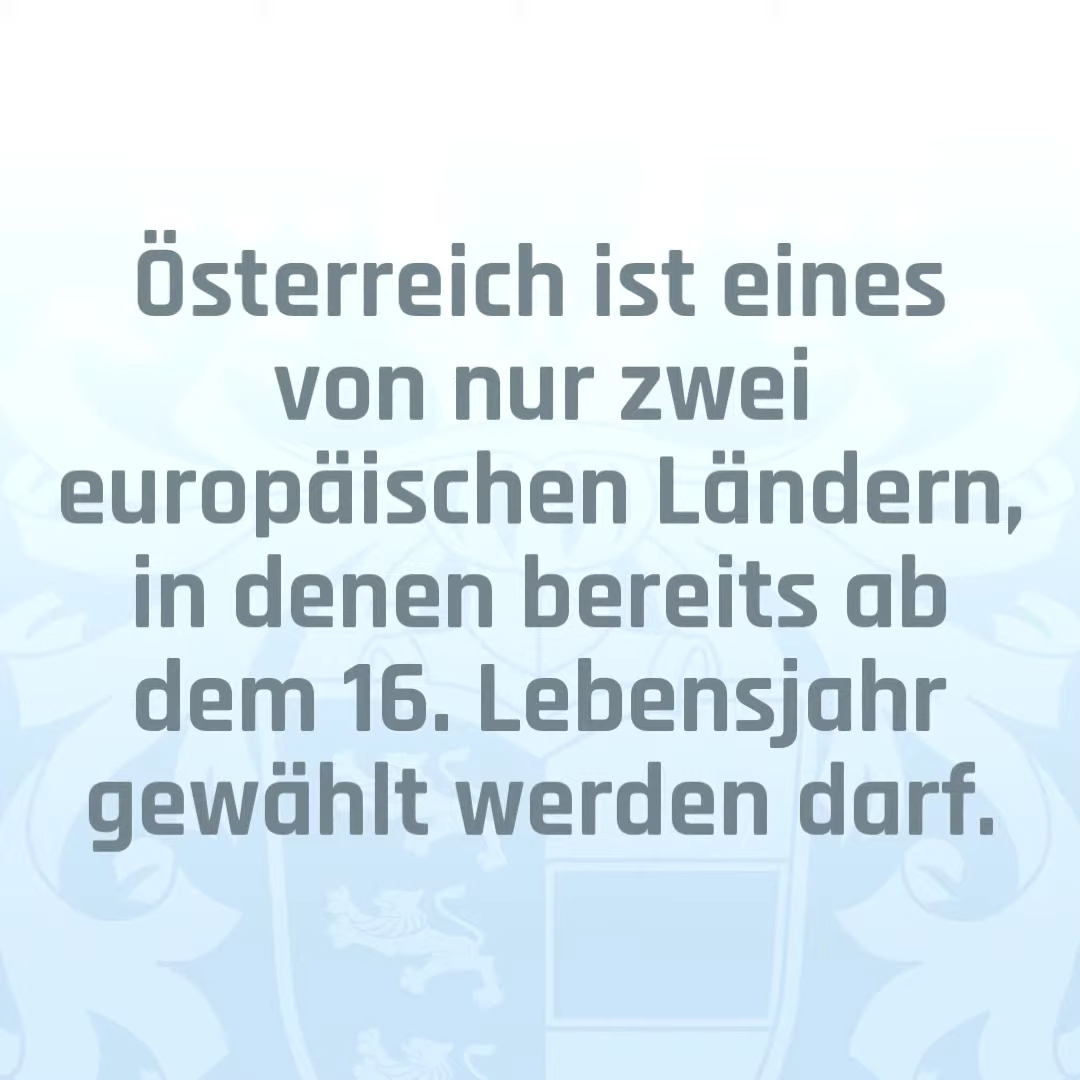 Österreich ist eines
von nur zwei
europäischen Ländern,
in denen bereits ab
dem 16. Lebensjahr
gewählt werden darf.